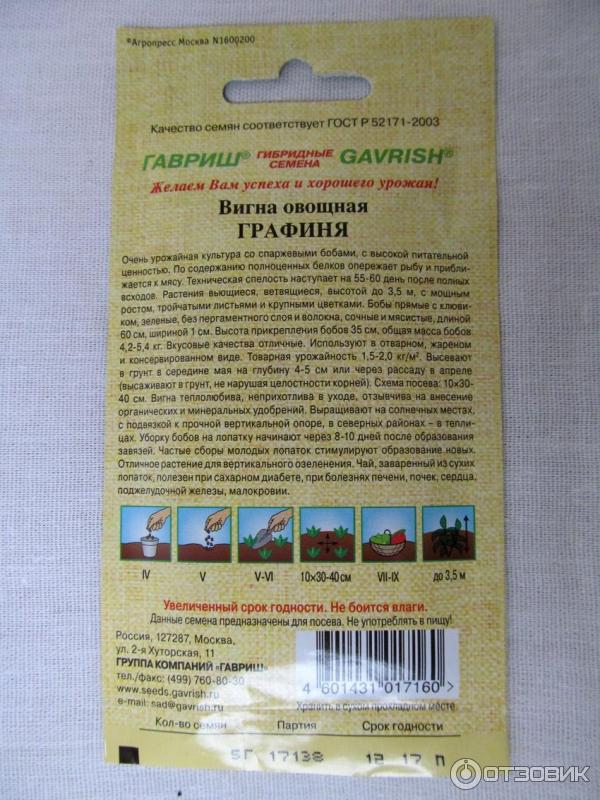 ®Агропресс Москва N1600200
Качество семян соответствует ГОСТ Р 52171-2003
ГАВРИШ® ГИБРИДНЫЕ СЕМЕНА GAVRISH®
Желаем Вам успеха и хорошего урожая!
Вигна овощная
ГРАФИНЯ
Очень урожайная культура со спаржевыми бобами, с высокой питательной
ценностью. По содержанию полноценных белков опережает рыбу и прибли-
жается к мясу. Техническая спелость наступает на 55-60 день после полных
всходов. Растения вьющиеся, ветвящиеся, высотой до 3,5 м, с мощным
ростом, тройчатыми листьями и крупными цветками. Бобы прямые с клюви-
ком, зеленые, без пергаментного слоя и волокна, сочные и мясистые, длиной
60 см, шириной 1 см. Высота прикрепления бобов 35 см, общая масса бобов
4,2-5,4 кг. Вкусовые качества отличные. Используют в отварном, жареном
и консервированном виде. Товарная урожайность 1,5-2,0 кг/м². Высевают
в грунт в середине мая на глубину 4-5 см или через рассаду в апреле
(высаживают в грунт, не нарушая целостности корней). Схема посева: 10×30-
40 см. Вигна теплолюбива, неприхотлива в уходе, отзывчива на внесение
органических и минеральных удобрений. Выращивают на солнечных местах,
с подвязкой к прочной вертикальной опоре, в северных районах – в тепли-
цах. Уборку бобов на лопатку начинают через 8-10 дней после образования
завязей. Частые сборы молодых лопаток стимулируют образование новых.
Отличное растение для вертикального озеленения. Чай, заваренный из сухих
лопаток, полезен при сахарном диабете, при болезнях печени, почек, сердца,
поджелудочной железы, малокровии.
IV V V-VI 10×30-40 см VII-IX до 3,5 м
Увеличенный срок годности. Не боится влаги.
Данные семена предназначены для посева. Не употреблять в пищу!
Россия, 127287, Москва,
ул. 2-я Хуторская, 11
ГРУППА КОМПАНИЙ "ГАВРИШ"
тел./факс: (499) 760-80-30
www.seeds.gavrish.ru
e-mail: sad@gavrish.ru
4 601431 017160 >
Хранить в сухом прохладном месте
Кол-во семян Партия Срок годности
5Г 17138 12 17 П
ОТЗОВИК